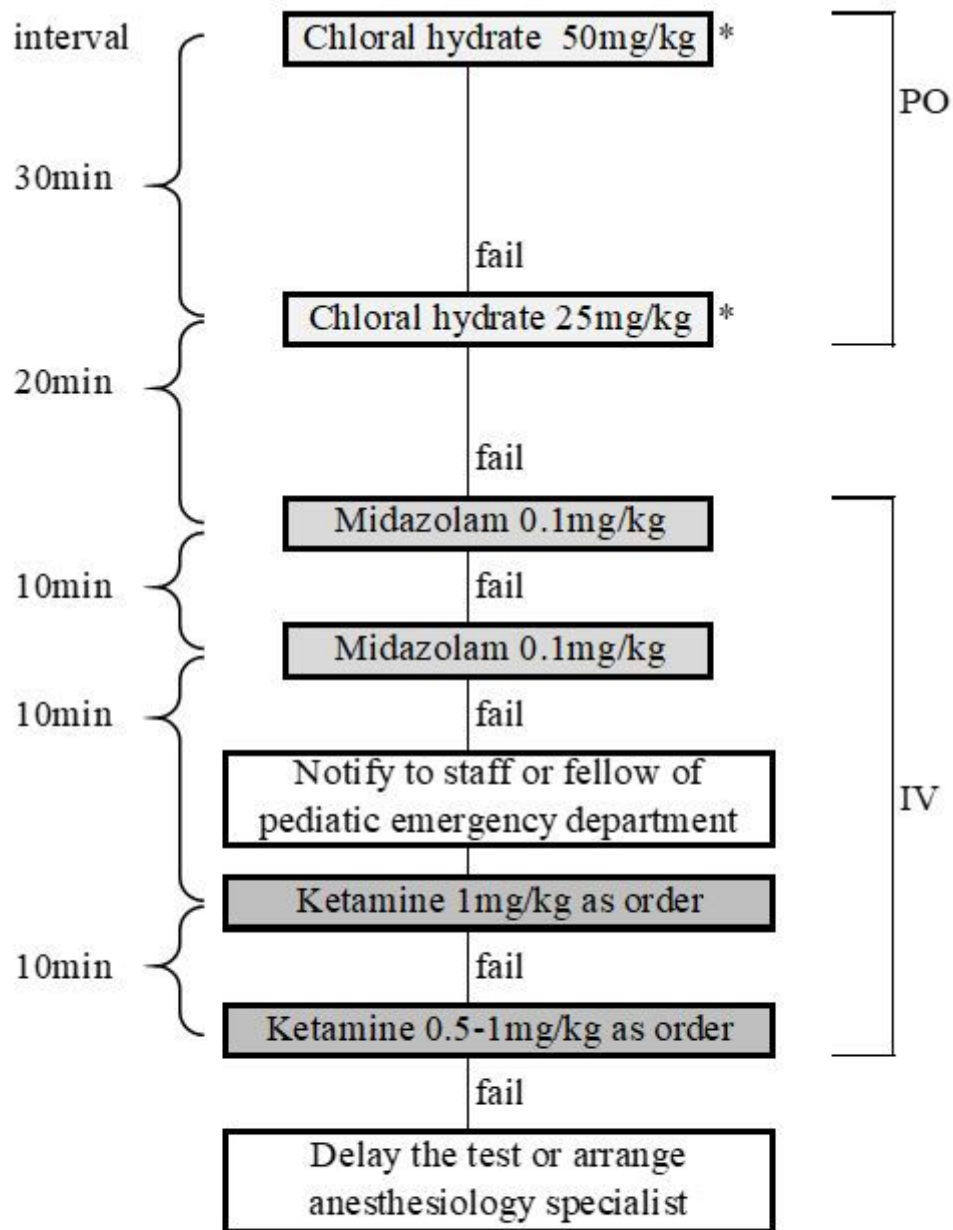 interval
Chloral hydrate 50mg/kg *
PO
30min
fail
Chloral hydrate 25mg/kg *
20min
fail
Midazolam 0.1mg/kg
10min
fail
Midazolam 0.1mg/kg
10min
fail
Notify to staff or fellow of
pediatic emergency department
IV
Ketamine 1mg/kg as order
10min
fail
Ketamine 0.5-1mg/kg as order
fail
Delay the test or arrange
anesthesiology specialist